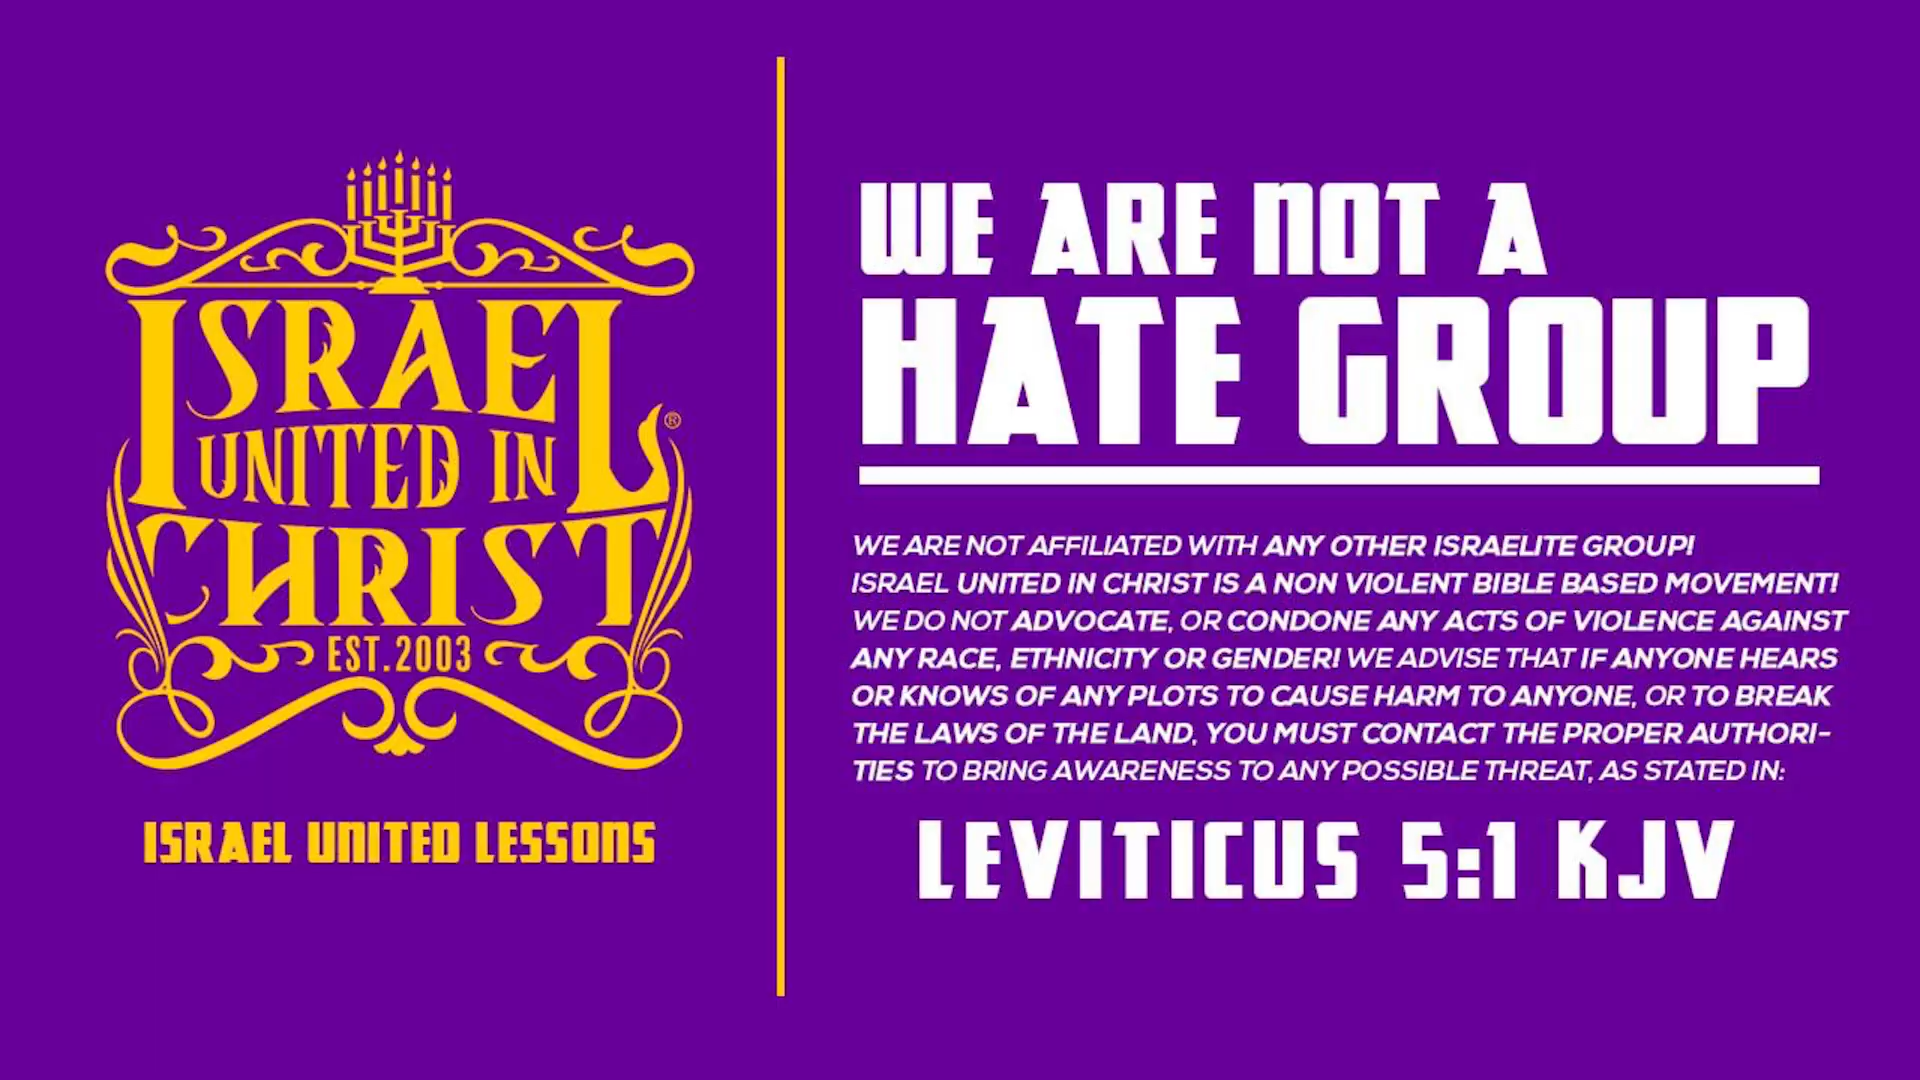 ISRAEL
UNITED IN
CHRIST
®
EST.2003
ISRAEL UNITED LESSONS
WE ARE NOT A
HATE GROUP
WE ARE NOT AFFILIATED WITH ANY OTHER ISRAELITE GROUP!
ISRAEL UNITED IN CHRIST IS A NON VIOLENT BIBLE BASED MOVEMENT!
WE DO NOT ADVOCATE, OR CONDONE ANY ACTS OF VIOLENCE AGAINST
ANY RACE, ETHNICITY OR GENDER! WE ADVISE THAT IF ANYONE HEARS
OR KNOWS OF ANY PLOTS TO CAUSE HARM TO ANYONE, OR TO BREAK
THE LAWS OF THE LAND, YOU MUST CONTACT THE PROPER AUTHORI-
TIES TO BRING AWARENESS TO ANY POSSIBLE THREAT, AS STATED IN:
LEVITICUS 5:1 KJV